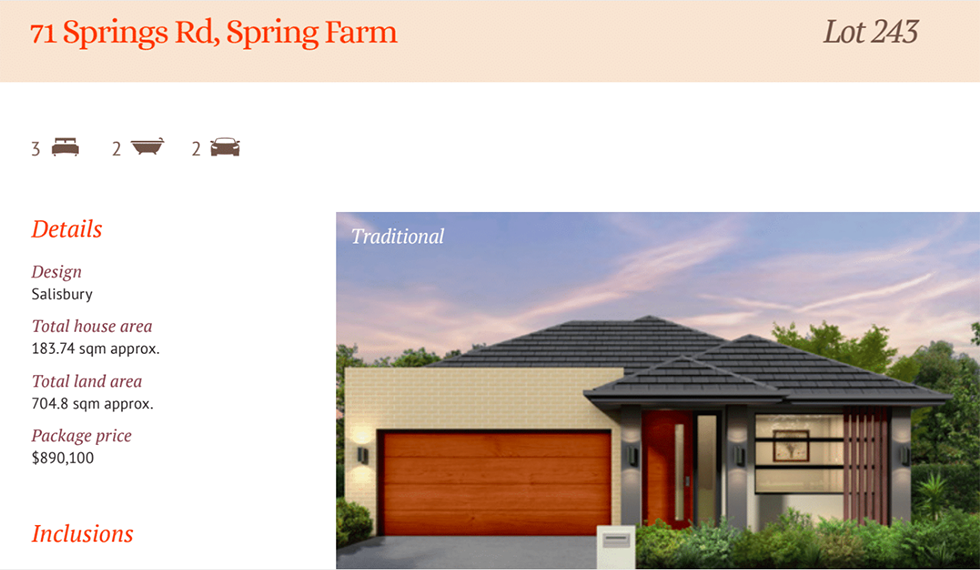 71 Springs Rd, Spring Farm
Lot 243
3 2 2
Details
Traditional
Design
Salisbury
Total house area
183.74 sqm approx.
Total land area
704.8 sqm approx.
Package price
$890,100
Inclusions